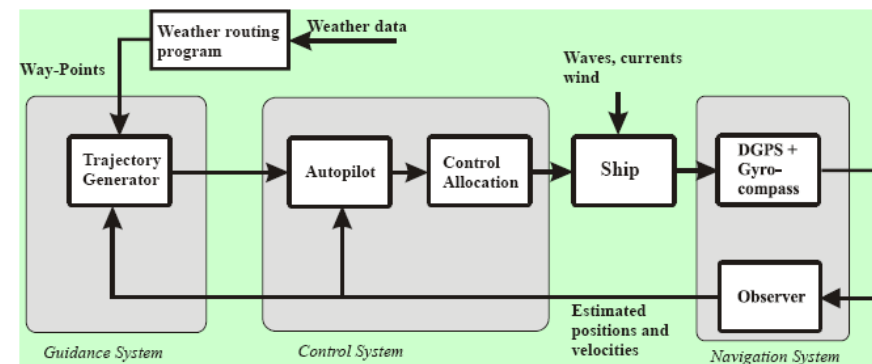 Weather routing
program
Weather data
Way-Points
Waves, currents
wind
Trajectory
Generator
Autopilot
Control
Allocation
Ship
DGPS +
Gyro-
compass
Observer
Estimated
positions and
velocities
Guidance System
Control System
Navigation System